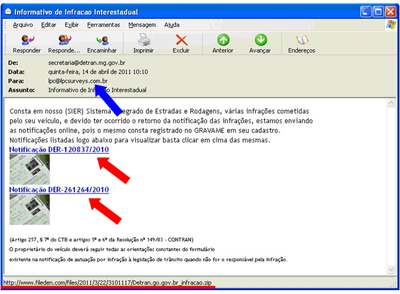 Informativo de Infracao Interestadual
Arquivo Editar Exibir Ferramentas Mensagem Ajuda
Responder Responde... Encaminhar Imprimir Excluir Anterior Avançar Endereços
De: secretaria@detran.mg.gov.br
Data: quinta-feira, 14 de abril de 2011 10:10
Para: lpc@lpcsurveys.com.br
Assunto: Informativo de Infracao Interestadual
Consta em nosso (SIER) Sistema Integrado de Estradas e Rodagens, várias infrações cometidas
pelo seu veículo, e devido ter ocorrido o retorno da notificação das infrações, estamos enviando
as notificações online, pois o mesmo consta registrado no GRAVAME em seu cadastro.
Notificações listadas logo abaixo para visualizar basta clicar em cima das mesmas.
Notificação DER-120837/2010
Notificação DER-261264/2010
(Artigo 257, § 7º do CTB e artigos 5º e 6º da Resolução nº 149/03 - CONTRAN)
O proprietário do veículo deverá seguir todas as orientações constantes do formulário
existente na notificação de autuação por infração à legislação de trânsito quando não for o responsável pela infração.
http://www.fileden.com/files/2011/3/22/3101117/Detran.go.gov.br_infracao.zip